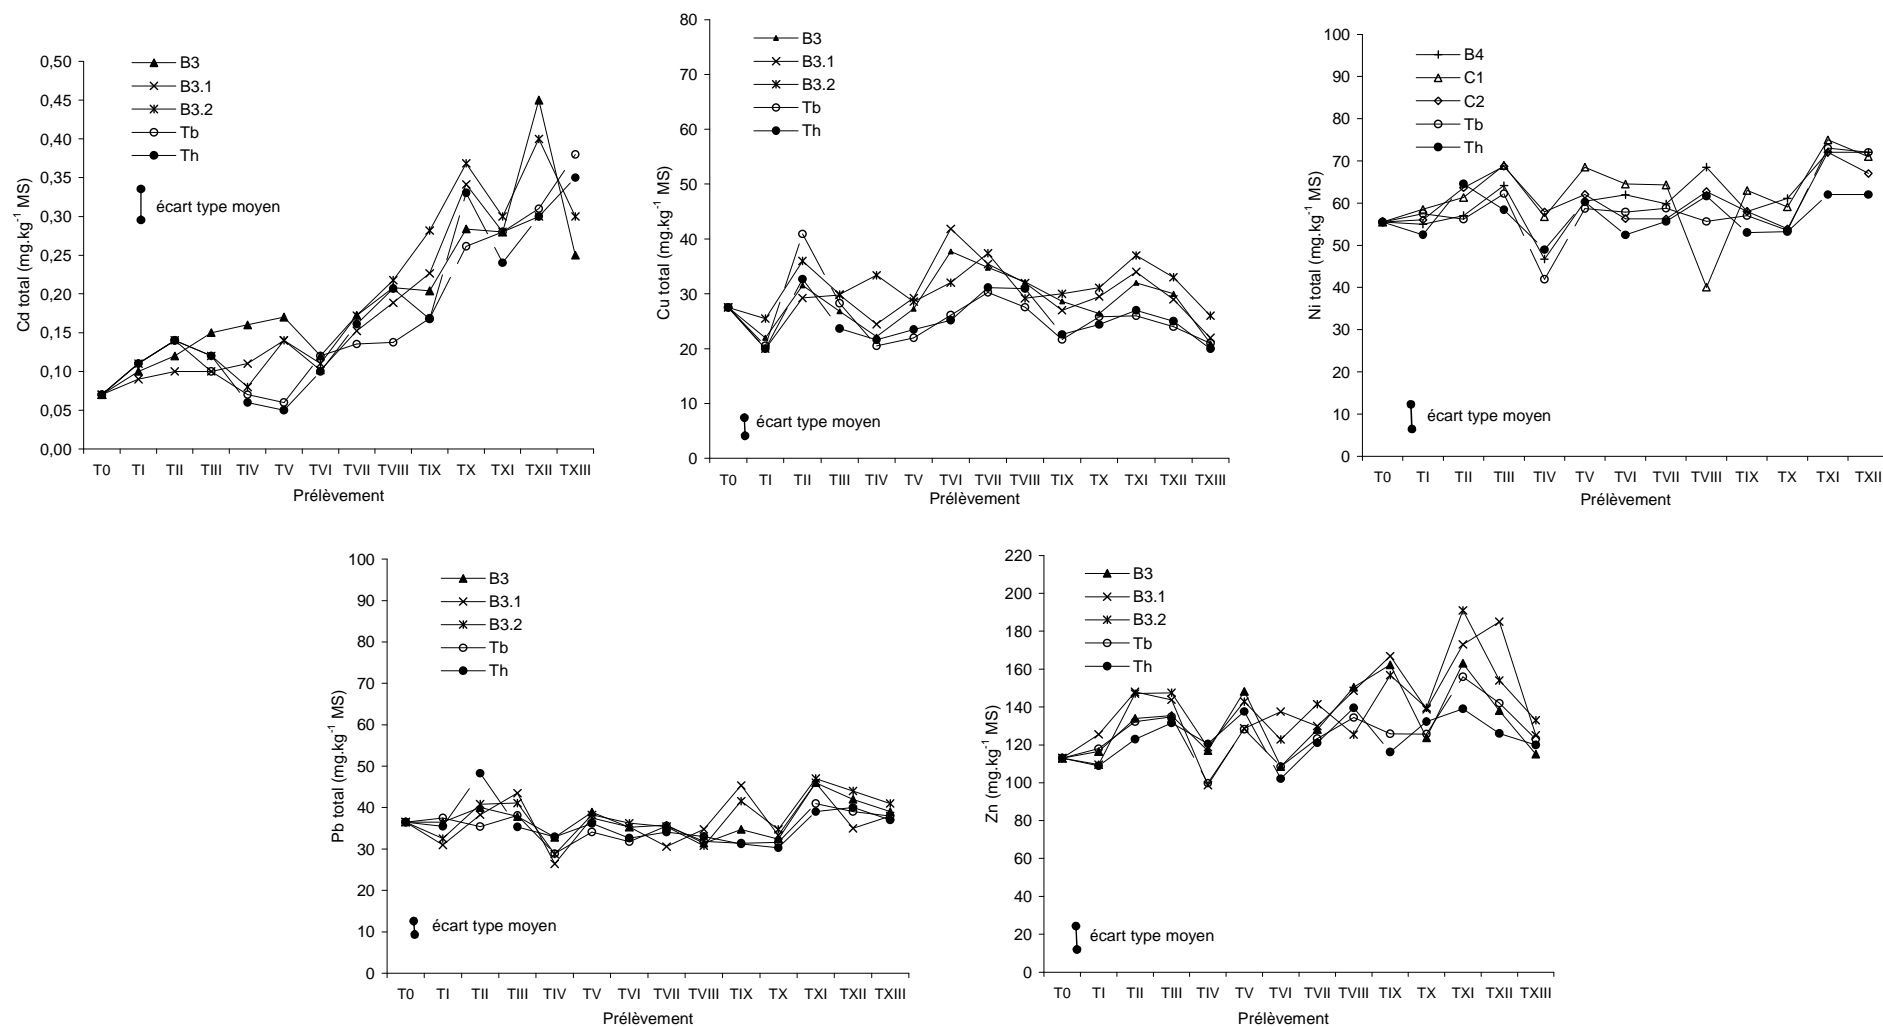 Cd total (mg.kg⁻¹ MS)
0,50
0,45
0,40
0,35
0,30
0,25
0,20
0,15
0,10
0,05
0,00
B3
B3.1
B3.2
Tb
Th
écart type moyen
T0 TI TII TIII TIV TV TVI TVII TVIII TIX TX TXI TXII TXIII
Prélèvement
Cu total (mg.kg⁻¹ MS)
80
70
60
50
40
30
20
10
0
B3
B3.1
B3.2
Tb
Th
écart type moyen
T0 TI TII TIII TIV TV TVI TVII TVIII TIX TX TXI TXII TXIII
Prélèvement
Ni total (mg.kg⁻¹ MS)
100
90
80
70
60
50
40
30
20
10
0
B4
C1
C2
Tb
Th
écart type moyen
T0 TI TII TIII TIV TV TVI TVII TVIII TIX TX TXI TXII
Prélèvement
Pb total (mg.kg⁻¹ MS)
100
90
80
70
60
50
40
30
20
10
0
B3
B3.1
B3.2
Tb
Th
écart type moyen
T0 TI TII TIII TIV TV TVI TVII TVIII TIX TX TXI TXII TXIII
Prélèvement
Zn (mg.kg⁻¹ MS)
220
200
180
160
140
120
100
80
60
40
20
0
B3
B3.1
B3.2
Tb
Th
écart type moyen
T0 TI TII TIII TIV TV TVI TVII TVIII TIX TX TXI TXII TXIII
Prélèvement